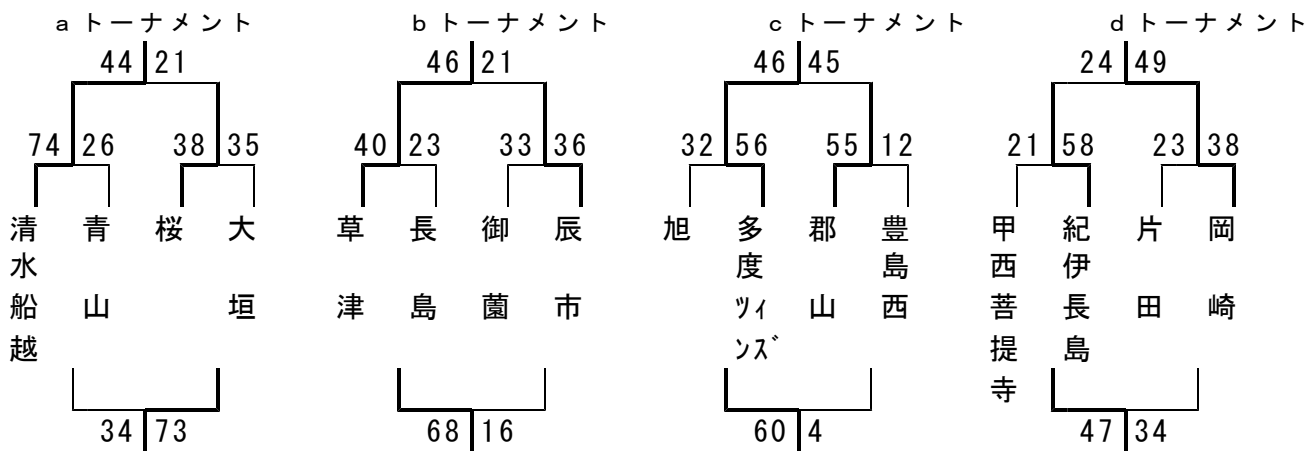 aトーナメント bトーナメント cトーナメント dトーナメント
44 21 46 21 46 45 24 49
74 26 38 35 40 23 33 36 32 56 55 12 21 58 23 38
清水船越
青山
桜
大垣
草津
長島
御薗
辰市
旭
多度ツィンズ
郡山
豊島西
甲西菩提寺
紀伊長島
片田
岡崎
34 73 68 16 60 4 47 34